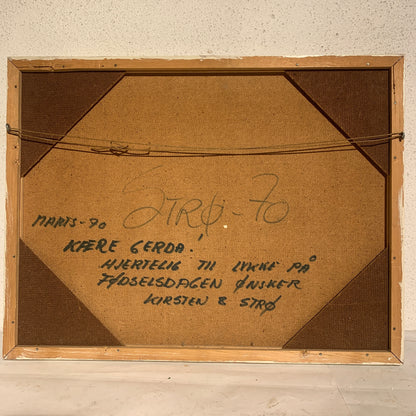 STRØ-70
MARTS-70
KÆRE GERDA!
HJERTELIG TIL LYKKE PÅ
FØDSELSDAGEN ØNSKER
KIRSTEN & STRØ